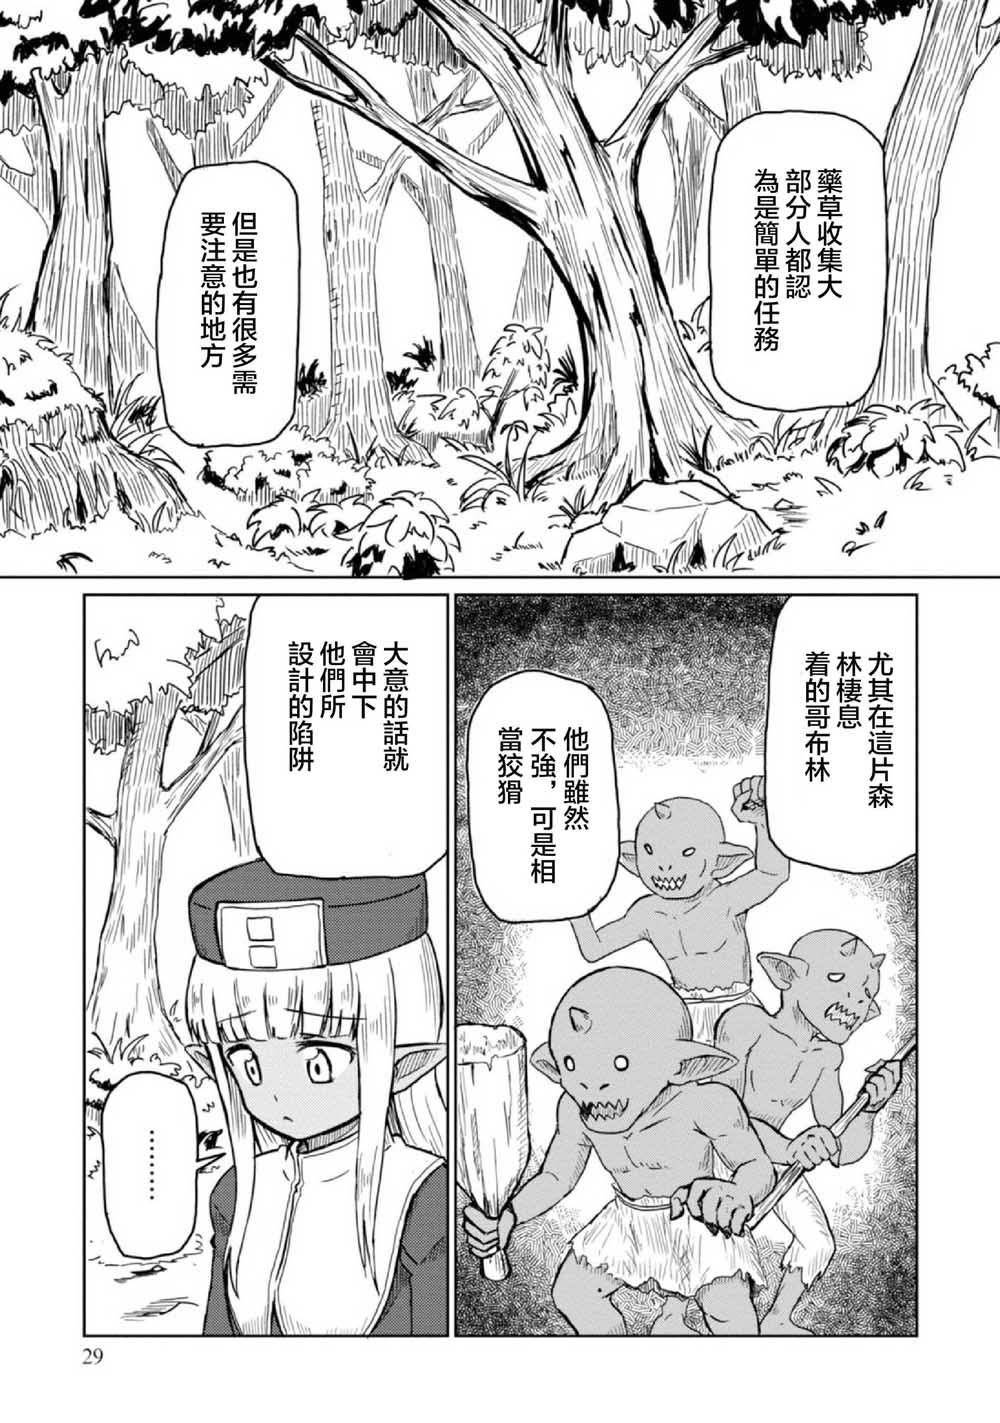 藥草收集大
部分人都認
為是簡單的任務
但是也有很多需
要注意的地方
尤其在這片森
林棲息
着的哥布林
他們雖然
不強，可是相
當狡猾
大意的話就
會中下
他們所
設計的陷阱
………
29